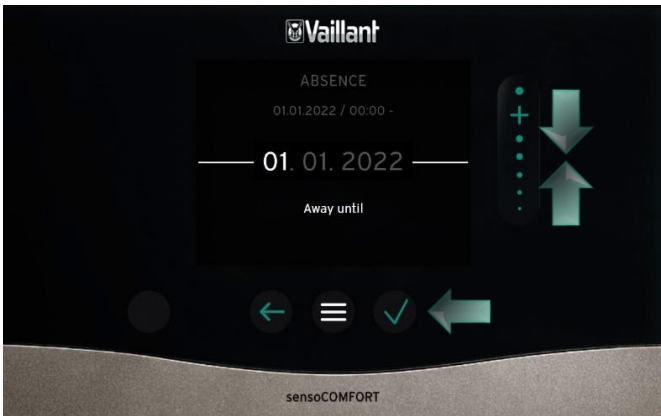 Vaillant
ABSENCE
01.01.2022 / 00:00 -
01. 01. 2022
Away until
sensoCOMFORT